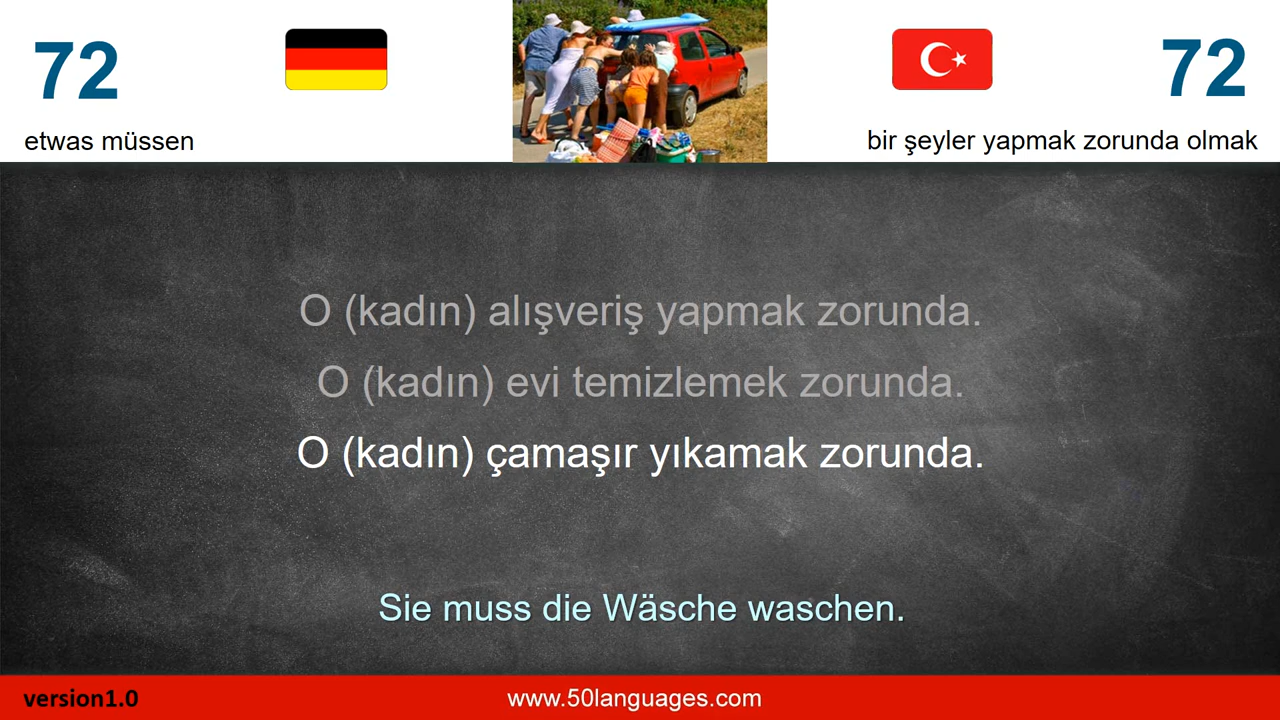 72
72
etwas müssen
bir şeyler yapmak zorunda olmak
O (kadın) alışveriş yapmak zorunda.
O (kadın) evi temizlemek zorunda.
O (kadın) çamaşır yıkamak zorunda.
Sie muss die Wäsche waschen.
version1.0
www.50languages.com